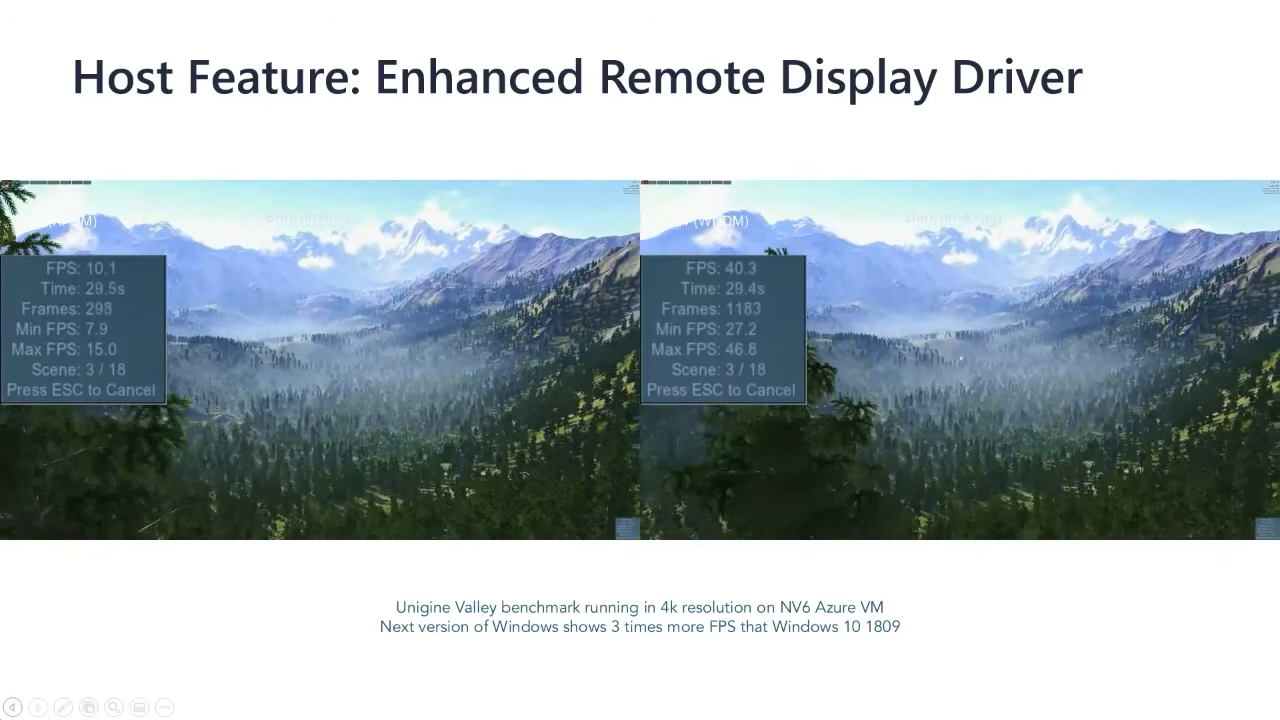 Host Feature: Enhanced Remote Display Driver
FPS: 10.1
Time: 29.5s
Frames: 298
Min FPS: 7.9
Max FPS: 15.0
Scene: 3 / 18
Press ESC to Cancel
(WDDM)
FPS: 40.3
Time: 29.4s
Frames: 1183
Min FPS: 27.2
Max FPS: 46.8
Scene: 3 / 18
Press ESC to Cancel
Unigine Valley benchmark running in 4k resolution on NV6 Azure VM
Next version of Windows shows 3 times more FPS that Windows 10 1809